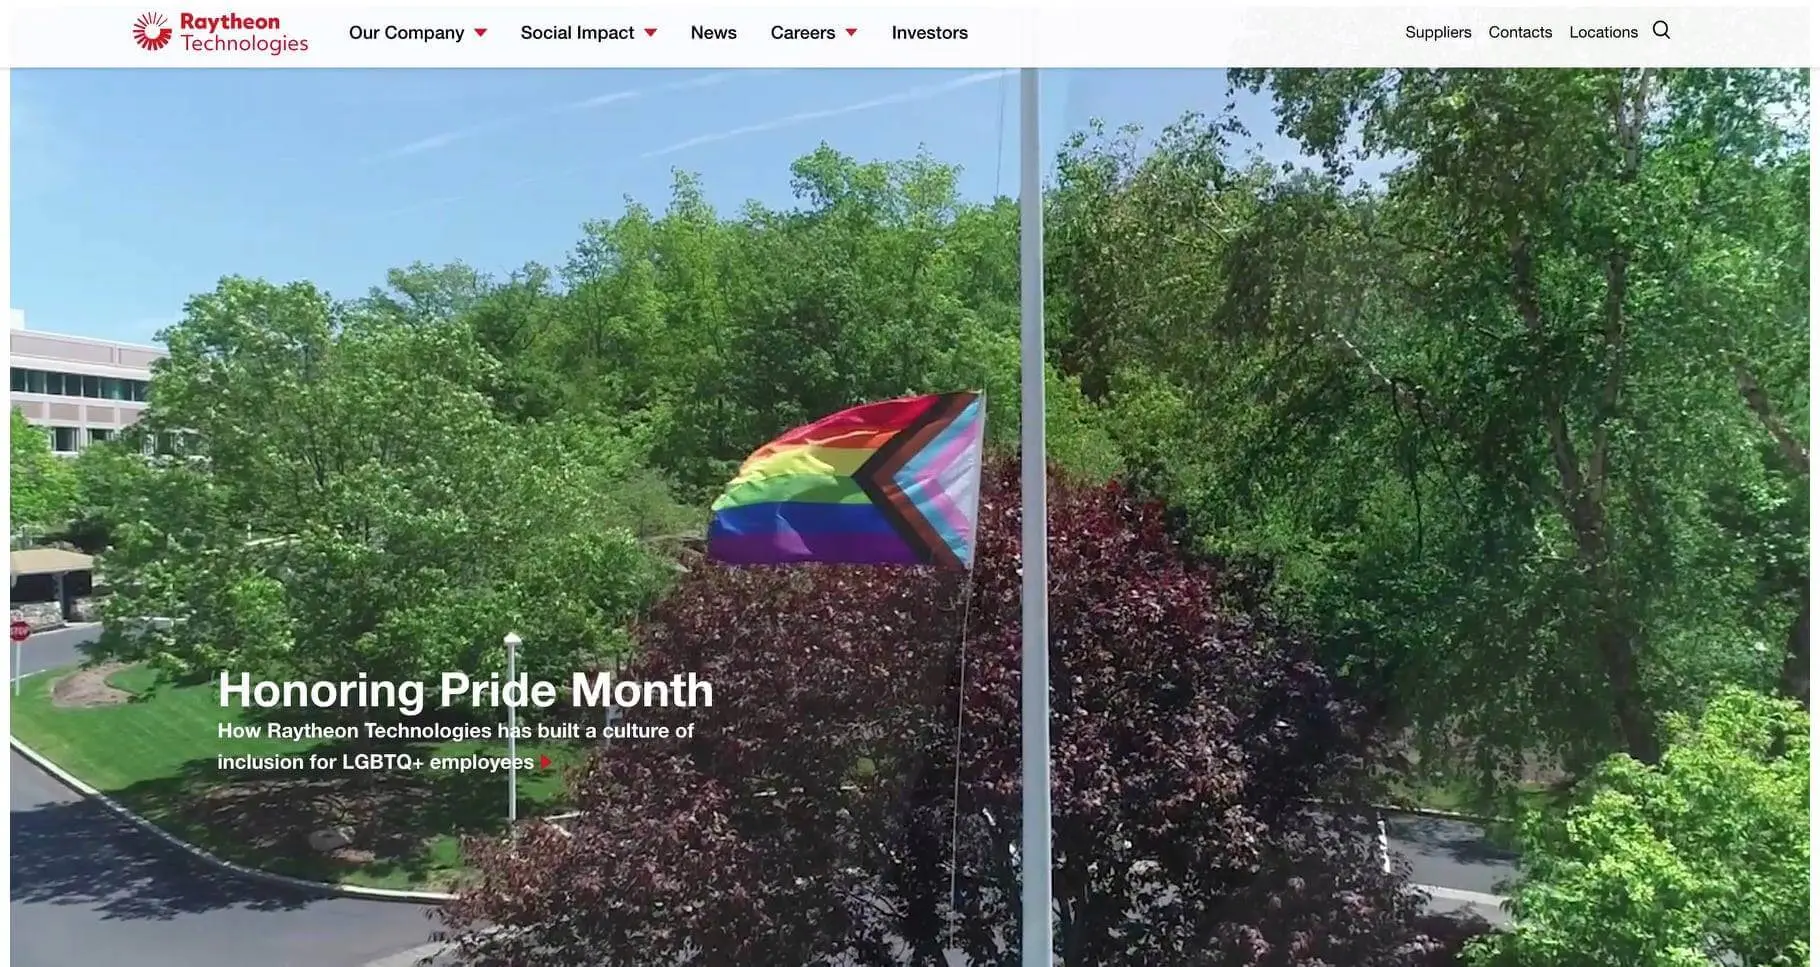 Raytheon
Technologies
Our Company
Social Impact
News
Careers
Investors
Suppliers
Contacts
Locations
STOP
Honoring Pride Month
How Raytheon Technologies has built a culture of
inclusion for LGBTQ+ employees